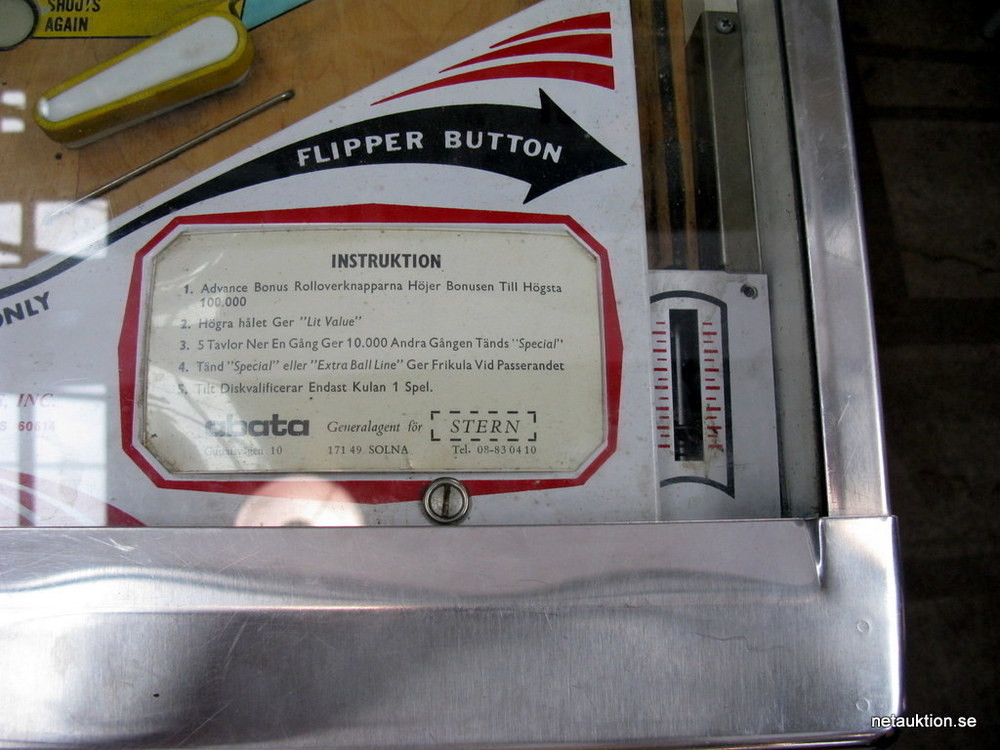 SHOOTS
AGAIN
FLIPPER BUTTON
ONLY
INSTRUKTION
1. Advance Bonus Rolloverknapparna Höjer Bonusen Till Högsta
100.000
2. Högra hålet Ger "Lit Value"
3. 5 Tavlor Ner En Gång Ger 10.000 Andra Gången Tänds "Special"
4. Tänd "Special" eller "Extra Ball Line" Ger Frikula Vid Passerandet
5. Tilt Diskvalificerar Endast Kulan 1 Spel.
abata Generalagent för STERN
10 171 49 SOLNA Tel. 08-83 04 10
INC.
60614
netauktion.se